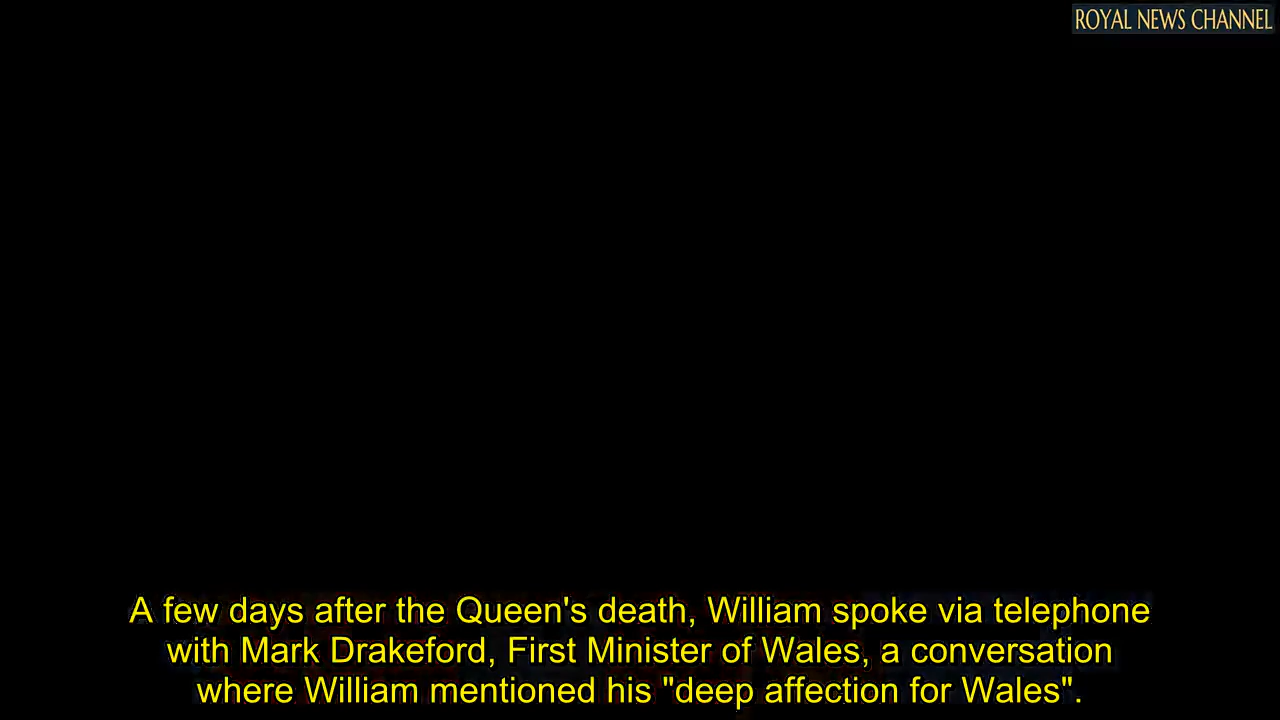 ROYAL NEWS CHANNEL
A few days after the Queen's death, William spoke via telephone
with Mark Drakeford, First Minister of Wales, a conversation
where William mentioned his "deep affection for Wales".